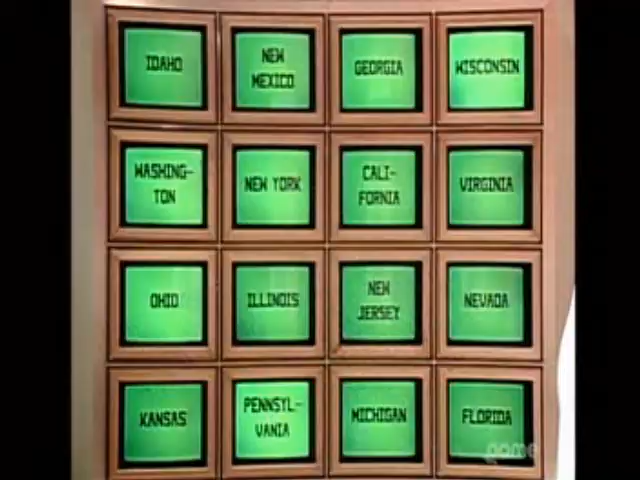 IDAHO
NEW
MEXICO
GEORGIA
WISCONSIN
WASHING-
TON
NEW YORK
CALI-
FORNIA
VIRGINIA
OHIO
ILLINOIS
NEW
JERSEY
NEVADA
KANSAS
PENNSYL-
VANIA
MICHIGAN
FLORIDA
game